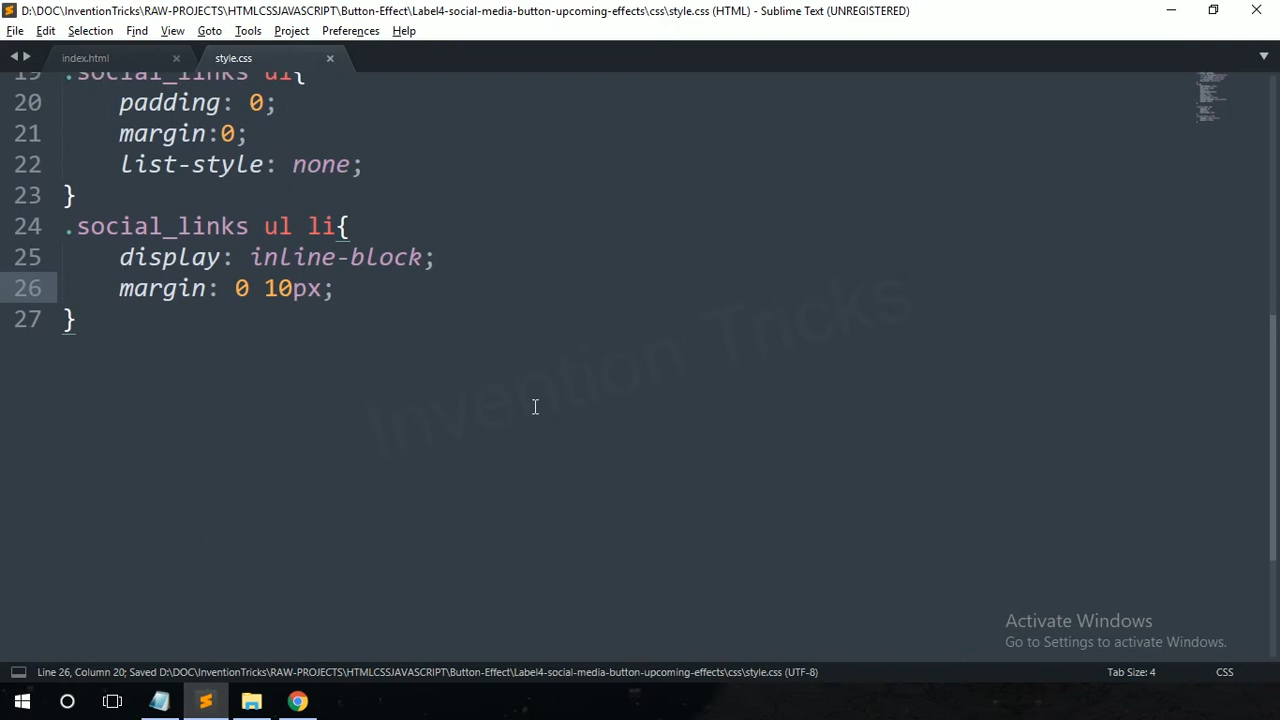 D:\DOC\InventionTricks\RAW-PROJECTS\HTMLCSSJAVASCRIPT\Button-Effect\Label4-social-media-button-upcoming-effects\css\style.css (HTML) - Sublime Text (UNREGISTERED)
File Edit Selection Find View Goto Tools Project Preferences Help
index.html style.css
19 .social_links ul{
20 padding: 0;
21 margin:0;
22 list-style: none;
23 }
24 .social_links ul li{
25 display: inline-block;
26 margin: 0 10px;
27 }
Invention Tricks
Activate Windows
Go to Settings to activate Windows.
Line 26, Column 20; Saved D:\DOC\InventionTricks\RAW-PROJECTS\HTMLCSSJAVASCRIPT\Button-Effect\Label4-social-media-button-upcoming-effects\css\style.css (UTF-8) Tab Size: 4 CSS